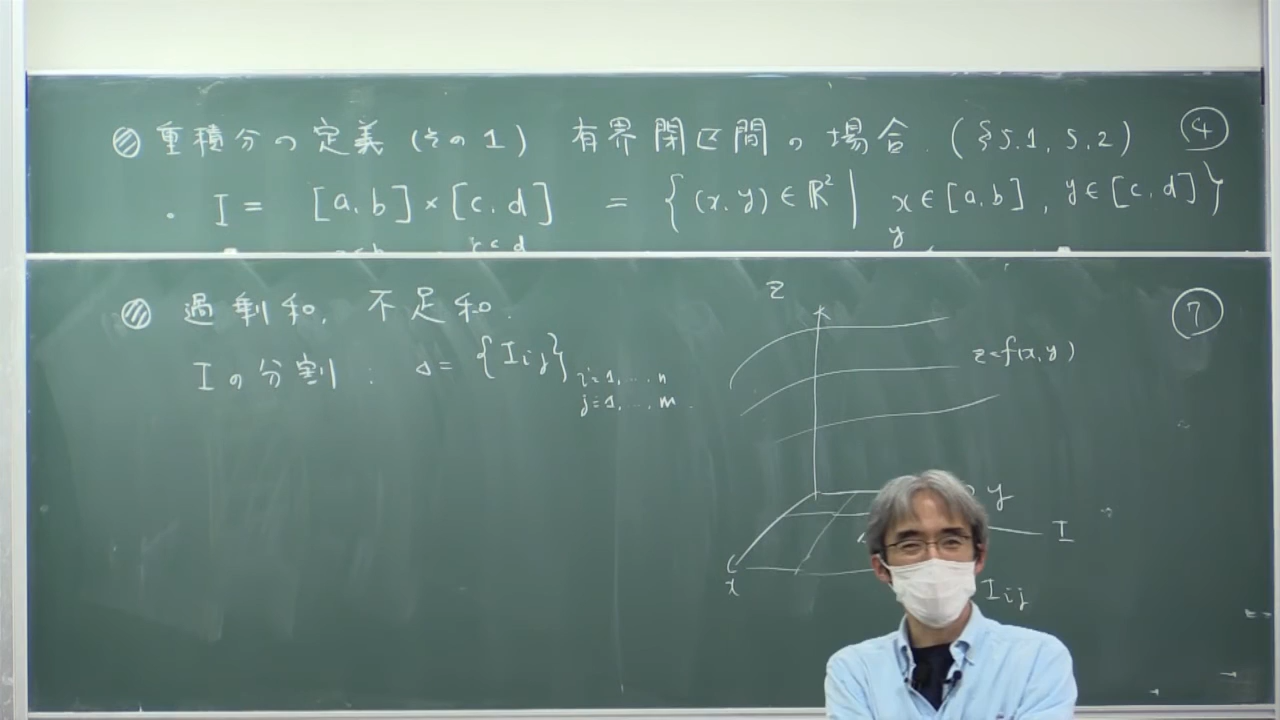 重積分の定義(その1) 有界閉区間の場合. (§5.1, 5.2) ④
・ I = [a,b]×[c,d] = {(x,y)∈ℝ² | x∈[a,b], y∈[c,d]}
y
c<d
過剰和, 不足和. ⑦
Iの分割: Δ= {Iij} i=1,…,n
j=1,…,m.
z
z=f(x,y)
y
I
x
Iij